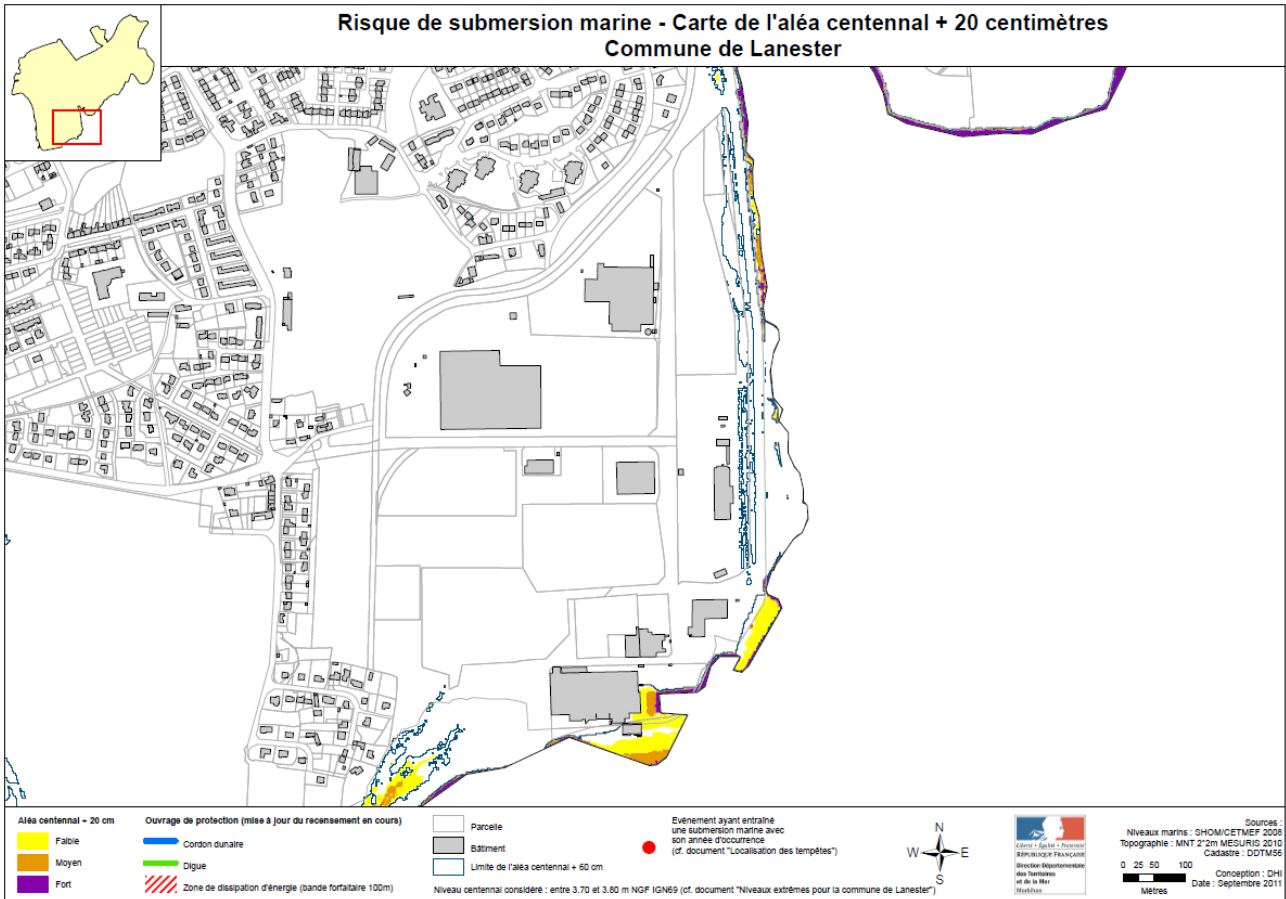 Risque de submersion marine - Carte de l'aléa centennal + 20 centimètres
Commune de Lanester
Aléa centennal + 20 cm
Faible
Moyen
Fort
Ouvrage de protection (mise à jour du recensement en cours)
Cordon dunaire
Digue
Zone de dissipation d'énergie (bande forfaitaire 100m)
Parcelle
Bâtiment
Limite de l'aléa centennal + 60 cm
Niveau centennal considéré : entre 3.70 et 3.80 m NGF IGN69 (cf. document "Niveaux extrêmes pour la commune de Lanester")
Evènement ayant entraîné
une submersion marine avec
son année d'occurrence
(cf. document "Localisation des tempêtes")
N
W E
S
Liberté • Égalité • Fraternité
RÉPUBLIQUE FRANÇAISE
Direction Départementale
des Territoires
et de la Mer
Morbihan
Sources :
Niveaux marins : SHOM/CETMEF 2008
Topographie : MNT 2*2m MESURIS 2010
Cadastre : DDTM56
0 25 50 100
Mètres
Conception : DHI
Date : Septembre 2011